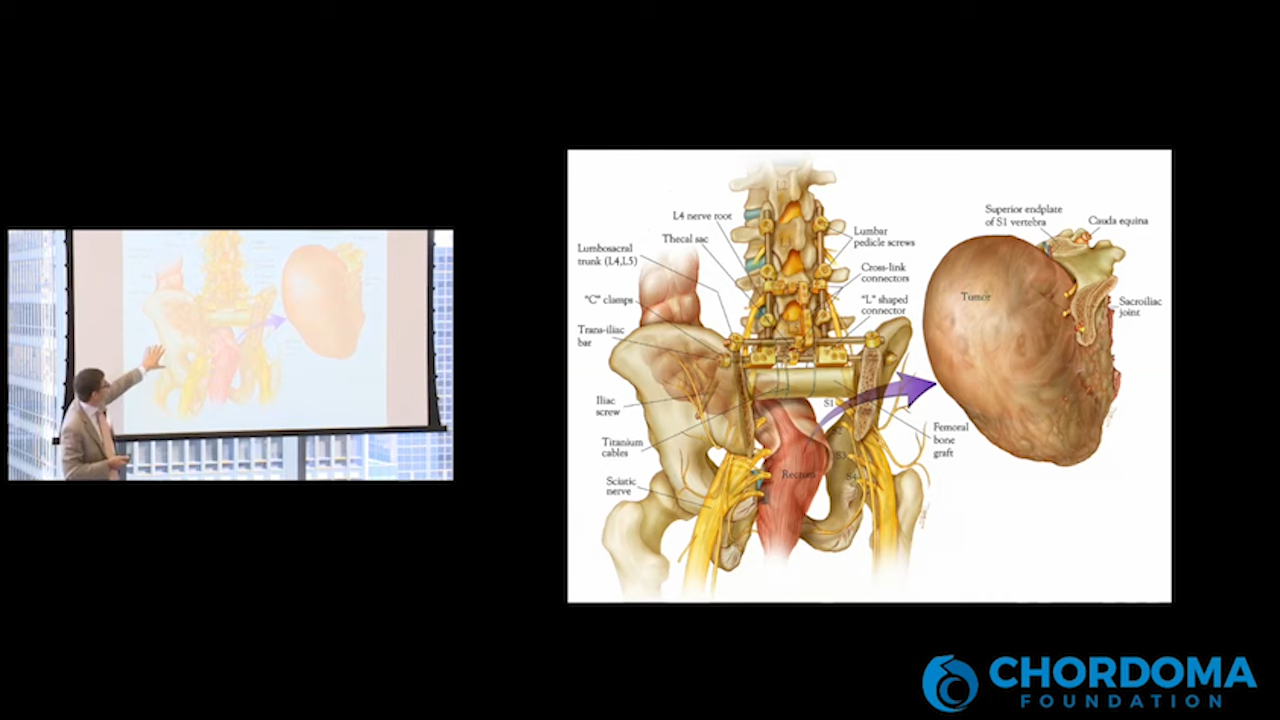 L4 nerve root
Thecal sac
Lumbosacral
trunk (L4,L5)
"C" clamps
Trans-iliac
bar
Iliac
screw
Titanium
cables
Sciatic
nerve
Lumbar
pedicle screws
Cross-link
connectors
"L" shaped
connector
S1
S3
S4
Femoral
bone
graft
Superior endplate
of S1 vertebra
Cauda equina
Tumor
Sacroiliac
joint
CHORDOMA
FOUNDATION